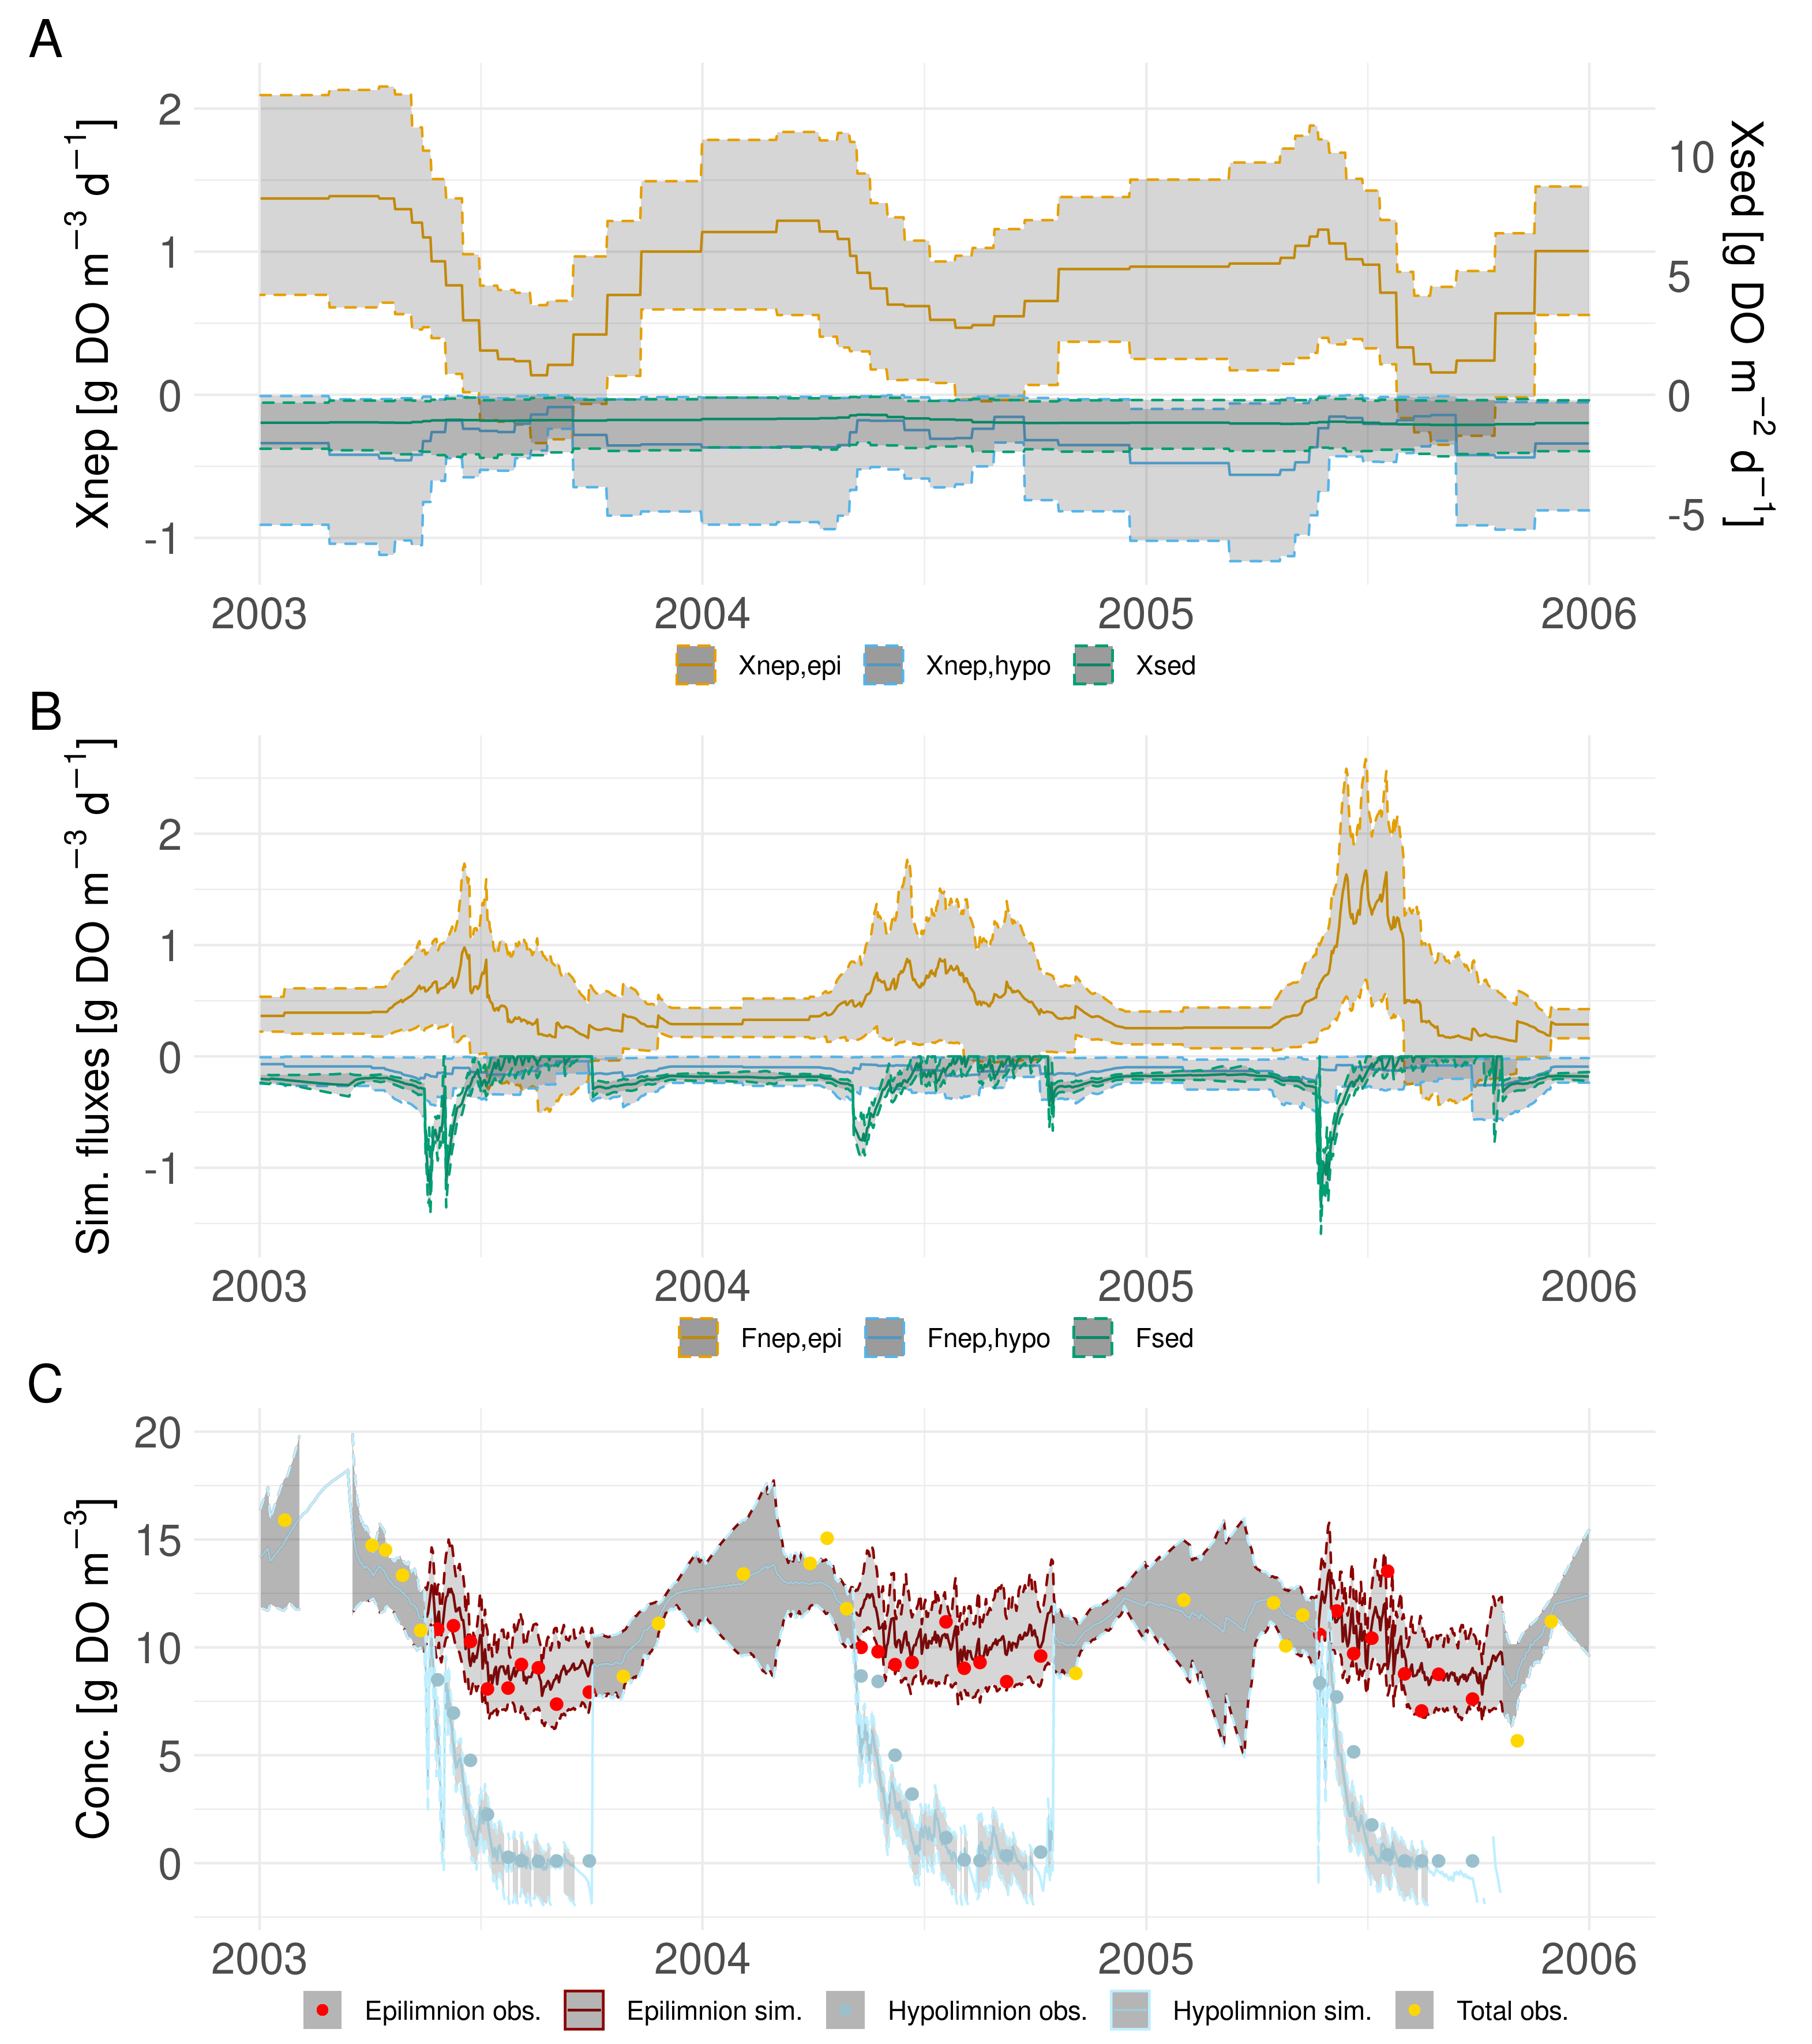 A
Xnep [g DO m⁻³ d⁻¹]
2
1
0
-1
10
5
0
-5
Xsed [g DO m⁻² d⁻¹]
2003 2004 2005 2006
Xnep,epi Xnep,hypo Xsed
B
Sim. fluxes [g DO m⁻³ d⁻¹]
2
1
0
-1
2003 2004 2005 2006
Fnep,epi Fnep,hypo Fsed
C
Conc. [g DO m⁻³]
20
15
10
5
0
2003 2004 2005 2006
Epilimnion obs. Epilimnion sim. Hypolimnion obs. Hypolimnion sim. Total obs.